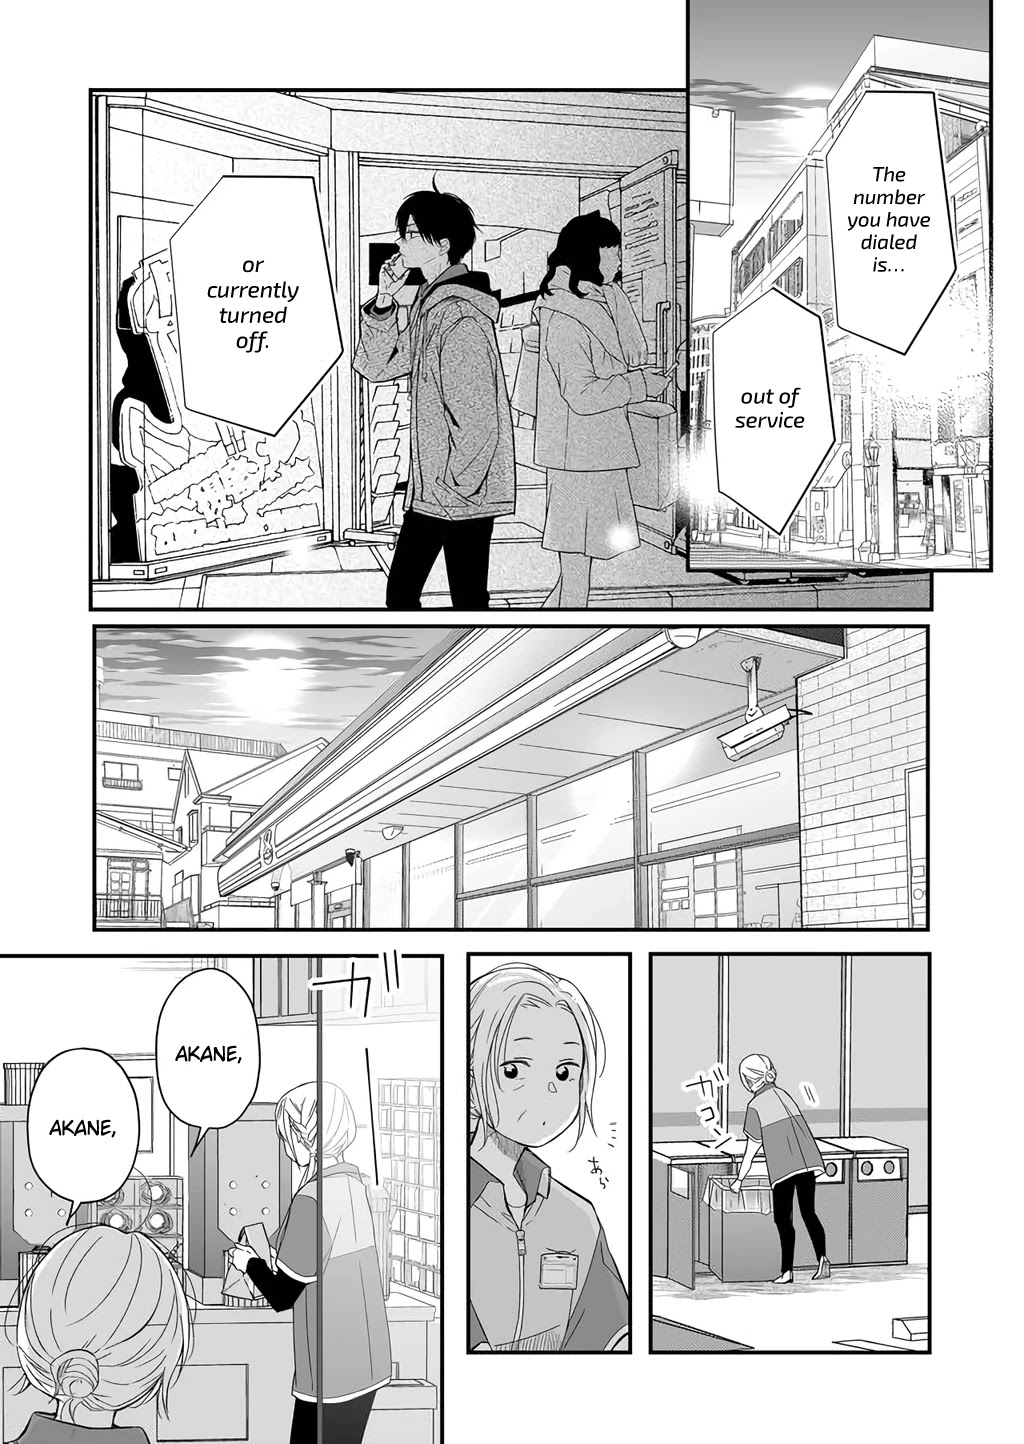 The
number
you have
dialed
is...
out of
service
or
currently
turned
off.
ガコン
あら
ガー
AKANE,
AKANE,